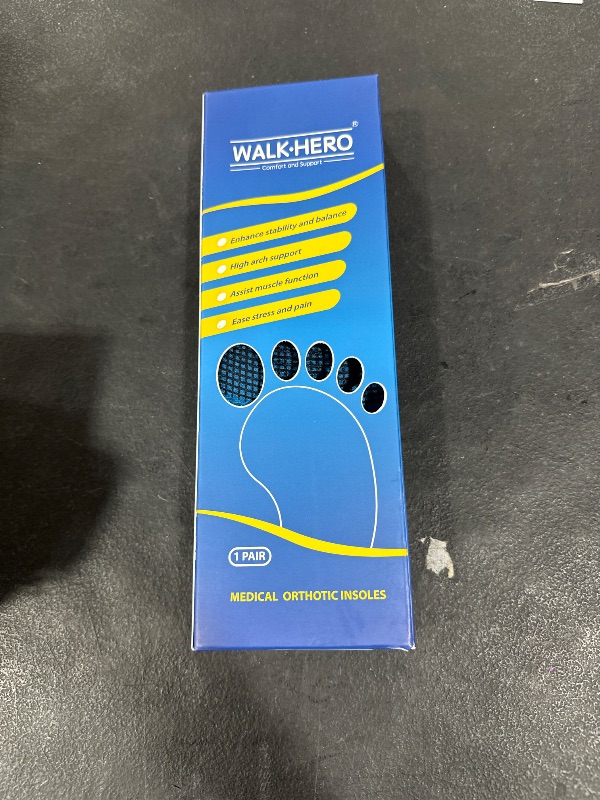 WALK·HERO®
Comfort and Support
Enhance stability and balance
High arch support
Assist muscle function
Ease stress and pain
1 PAIR
MEDICAL ORTHOTIC INSOLES